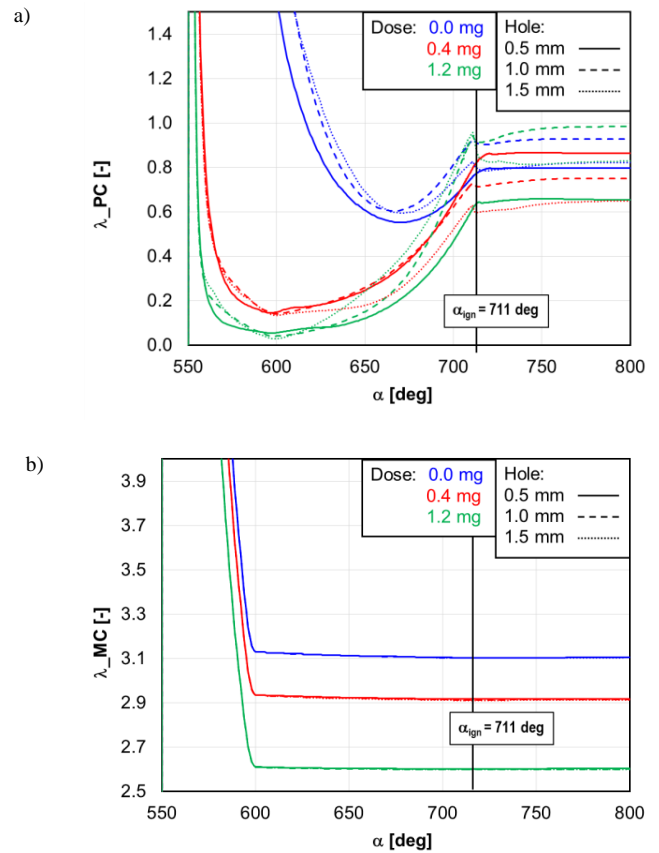 a)
Dose: 0.0 mg
0.4 mg
1.2 mg
Hole:
0.5 mm
1.0 mm
1.5 mm
1.4
1.2
1.0
0.8
0.6
0.4
0.2
0.0
λ_PC [-]
αign = 711 deg
550 600 650 700 750 800
α [deg]
b)
Dose: 0.0 mg
0.4 mg
1.2 mg
Hole:
0.5 mm
1.0 mm
1.5 mm
3.9
3.7
3.5
3.3
3.1
2.9
2.7
2.5
λ_MC [-]
αign = 711 deg
550 600 650 700 750 800
α [deg]